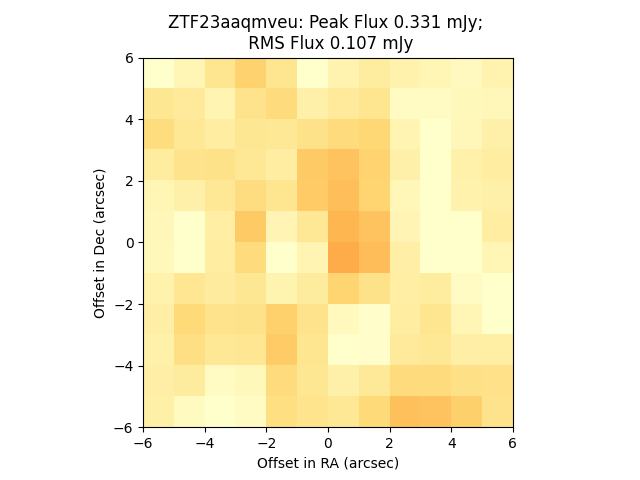 ZTF23aaqmveu: Peak Flux 0.331 mJy;
RMS Flux 0.107 mJy
6
4
2
0
−2
−4
−6
Offset in Dec (arcsec)
−6 −4 −2 0 2 4 6
Offset in RA (arcsec)